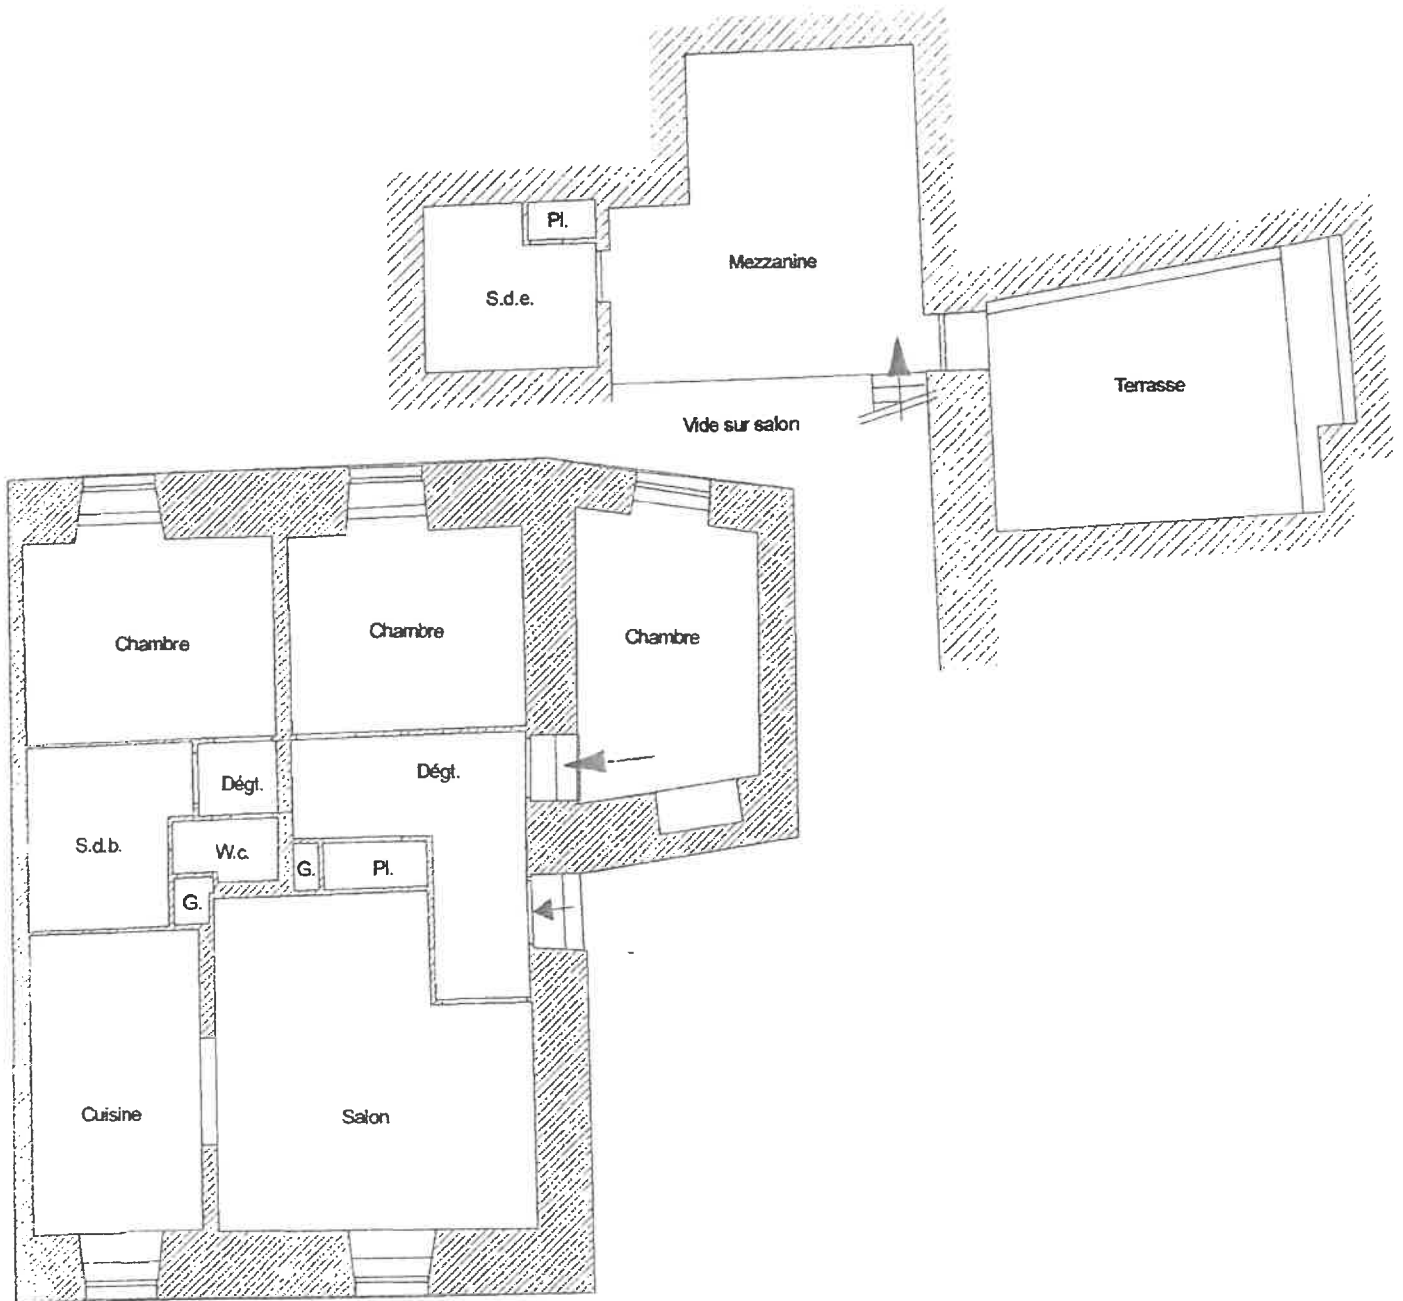 Pl.
Mezzanine
S.d.e.
Terrasse
Vide sur salon
Chambre
Chambre
Chambre
Dégt.
Dégt.
S.d.b.
W.c.
G.
Pl.
G.
Cuisine
Salon